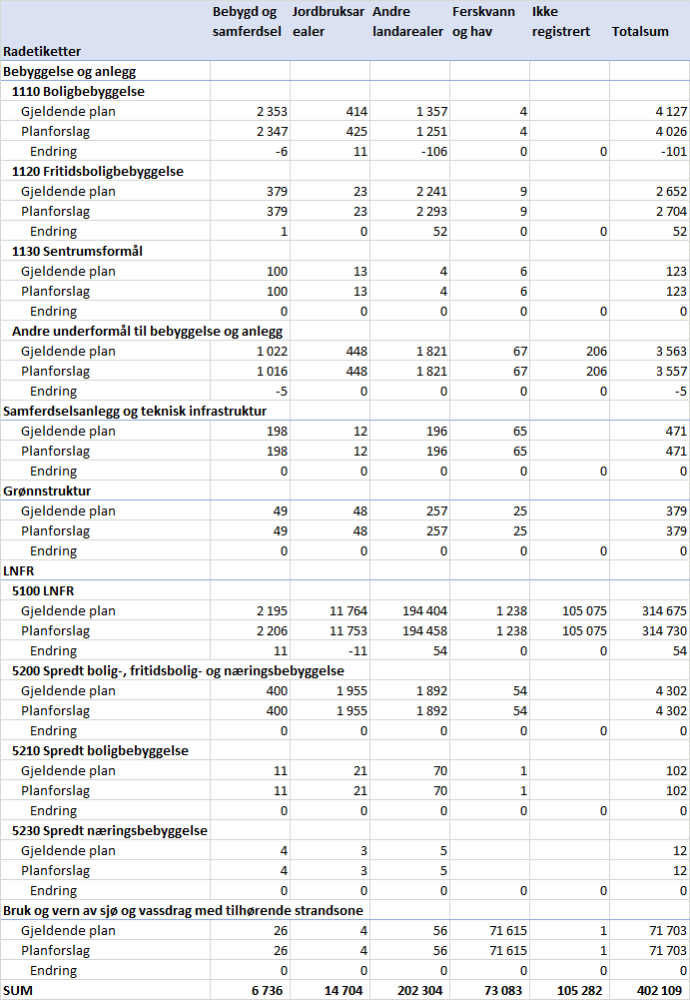 Radetiketter Bebygd og samferdsel Jordbruksarealer Andre landarealer Ferskvann og hav Ikke registrert Totalsum
Bebyggelse og anlegg
1110 Boligbebyggelse
Gjeldende plan 2 353 414 1 357 4 4 127
Planforslag 2 347 425 1 251 4 4 026
Endring -6 11 -106 0 0 -101
1120 Fritidsboligbebyggelse
Gjeldende plan 379 23 2 241 9 2 652
Planforslag 379 23 2 293 9 2 704
Endring 1 0 52 0 0 52
1130 Sentrumsformål
Gjeldende plan 100 13 4 6 123
Planforslag 100 13 4 6 123
Endring 0 0 0 0 0 0
Andre underformål til bebyggelse og anlegg
Gjeldende plan 1 022 448 1 821 67 206 3 563
Planforslag 1 016 448 1 821 67 206 3 557
Endring -5 0 0 0 0 -5
Samferdselsanlegg og teknisk infrastruktur
Gjeldende plan 198 12 196 65 471
Planforslag 198 12 196 65 471
Endring 0 0 0 0 0 0
Grønnstruktur
Gjeldende plan 49 48 257 25 379
Planforslag 49 48 257 25 379
Endring 0 0 0 0 0 0
LNFR
5100 LNFR
Gjeldende plan 2 195 11 764 194 404 1 238 105 075 314 675
Planforslag 2 206 11 753 194 458 1 238 105 075 314 730
Endring 11 -11 54 0 0 54
5200 Spredt bolig-, fritidsbolig- og næringsbebyggelse
Gjeldende plan 400 1 955 1 892 54 4 302
Planforslag 400 1 955 1 892 54 4 302
Endring 0 0 0 0 0 0
5210 Spredt boligbebyggelse
Gjeldende plan 11 21 70 1 102
Planforslag 11 21 70 1 102
Endring 0 0 0 0 0 0
5230 Spredt næringsbebyggelse
Gjeldende plan 4 3 5 12
Planforslag 4 3 5 12
Endring 0 0 0 0 0 0
Bruk og vern av sjø og vassdrag med tilhørende strandsone
Gjeldende plan 26 4 56 71 615 1 71 703
Planforslag 26 4 56 71 615 1 71 703
Endring 0 0 0 0 0 0
SUM 6 736 14 704 202 304 73 083 105 282 402 109